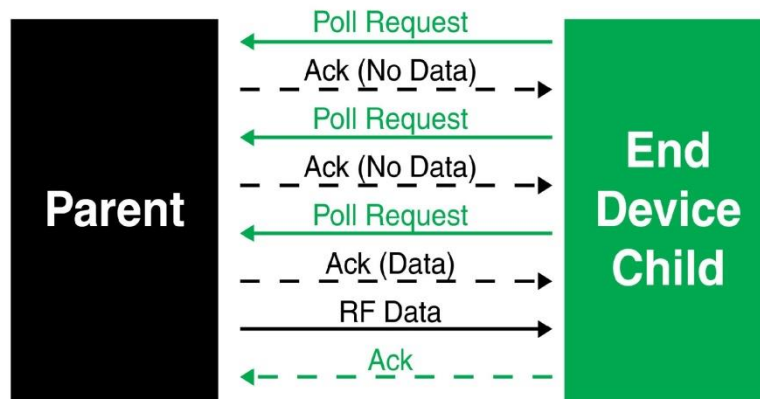 Poll Request
Ack (No Data)
Poll Request
Ack (No Data)
Poll Request
Ack (Data)
RF Data
Ack
Parent
End
Device
Child